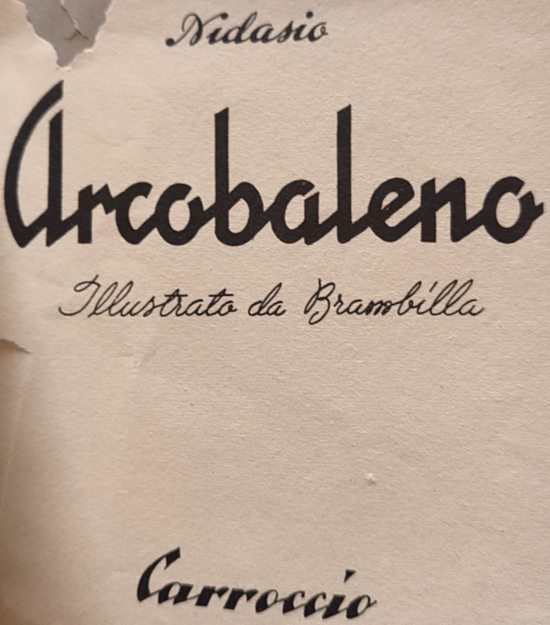 Nidasio
Arcobaleno
Illustrato da Brambilla
Carroccio